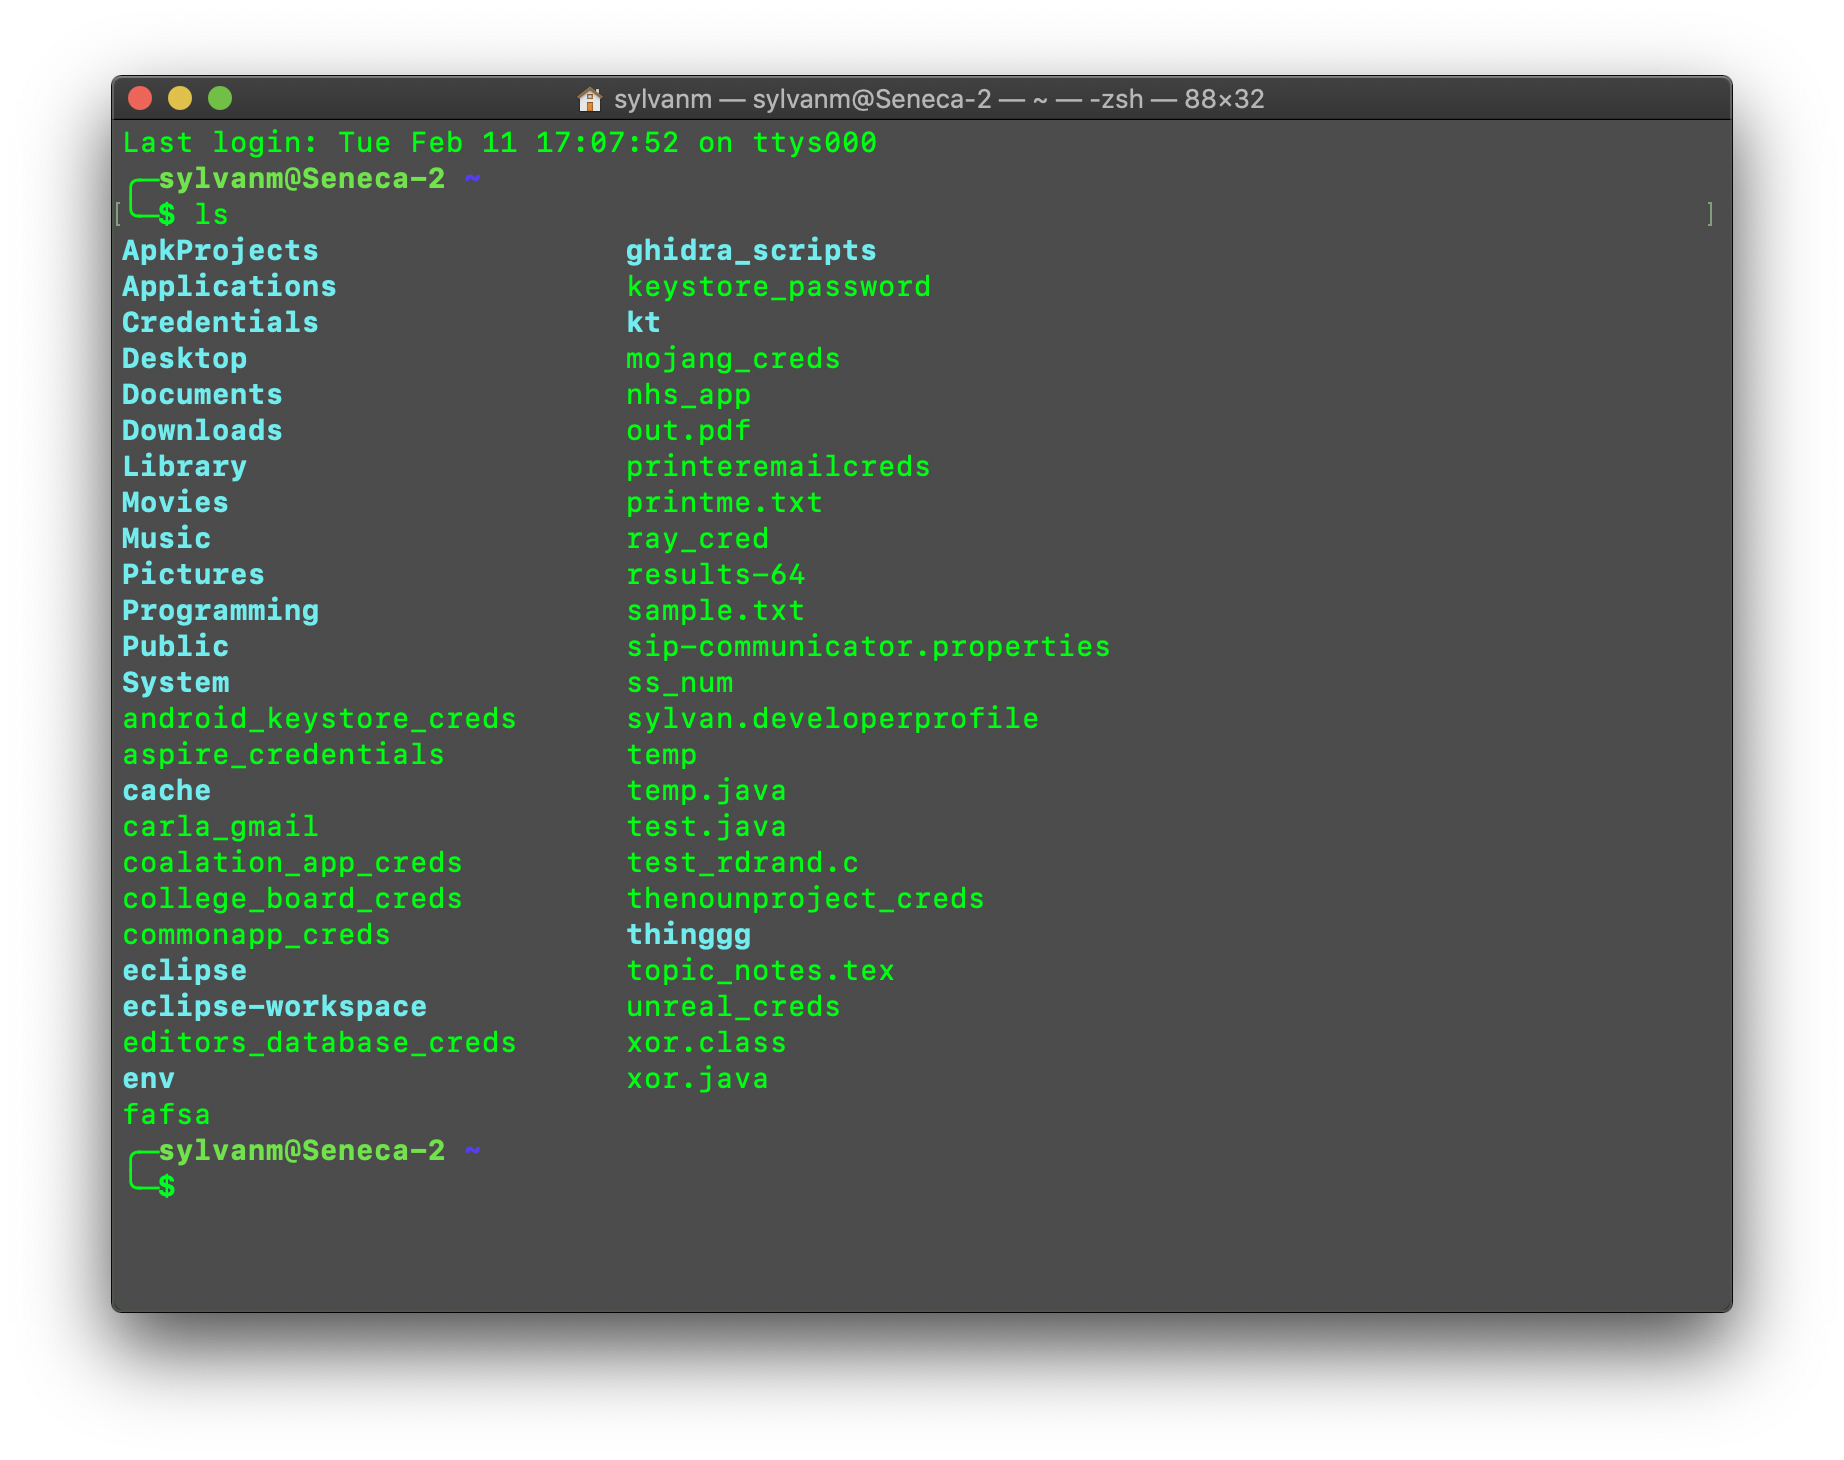 sylvanm — sylvanm@Seneca-2 — ~ — -zsh — 88×32
Last login: Tue Feb 11 17:07:52 on ttys000
╭─sylvanm@Seneca-2 ~
[╰─$ ls ]
ApkProjects ghidra_scripts
Applications keystore_password
Credentials kt
Desktop mojang_creds
Documents nhs_app
Downloads out.pdf
Library printeremailcreds
Movies printme.txt
Music ray_cred
Pictures results-64
Programming sample.txt
Public sip-communicator.properties
System ss_num
android_keystore_creds sylvan.developerprofile
aspire_credentials temp
cache temp.java
carla_gmail test.java
coalation_app_creds test_rdrand.c
college_board_creds thenounproject_creds
commonapp_creds thinggg
eclipse topic_notes.tex
eclipse-workspace unreal_creds
editors_database_creds xor.class
env xor.java
fafsa
╭─sylvanm@Seneca-2 ~
╰─$